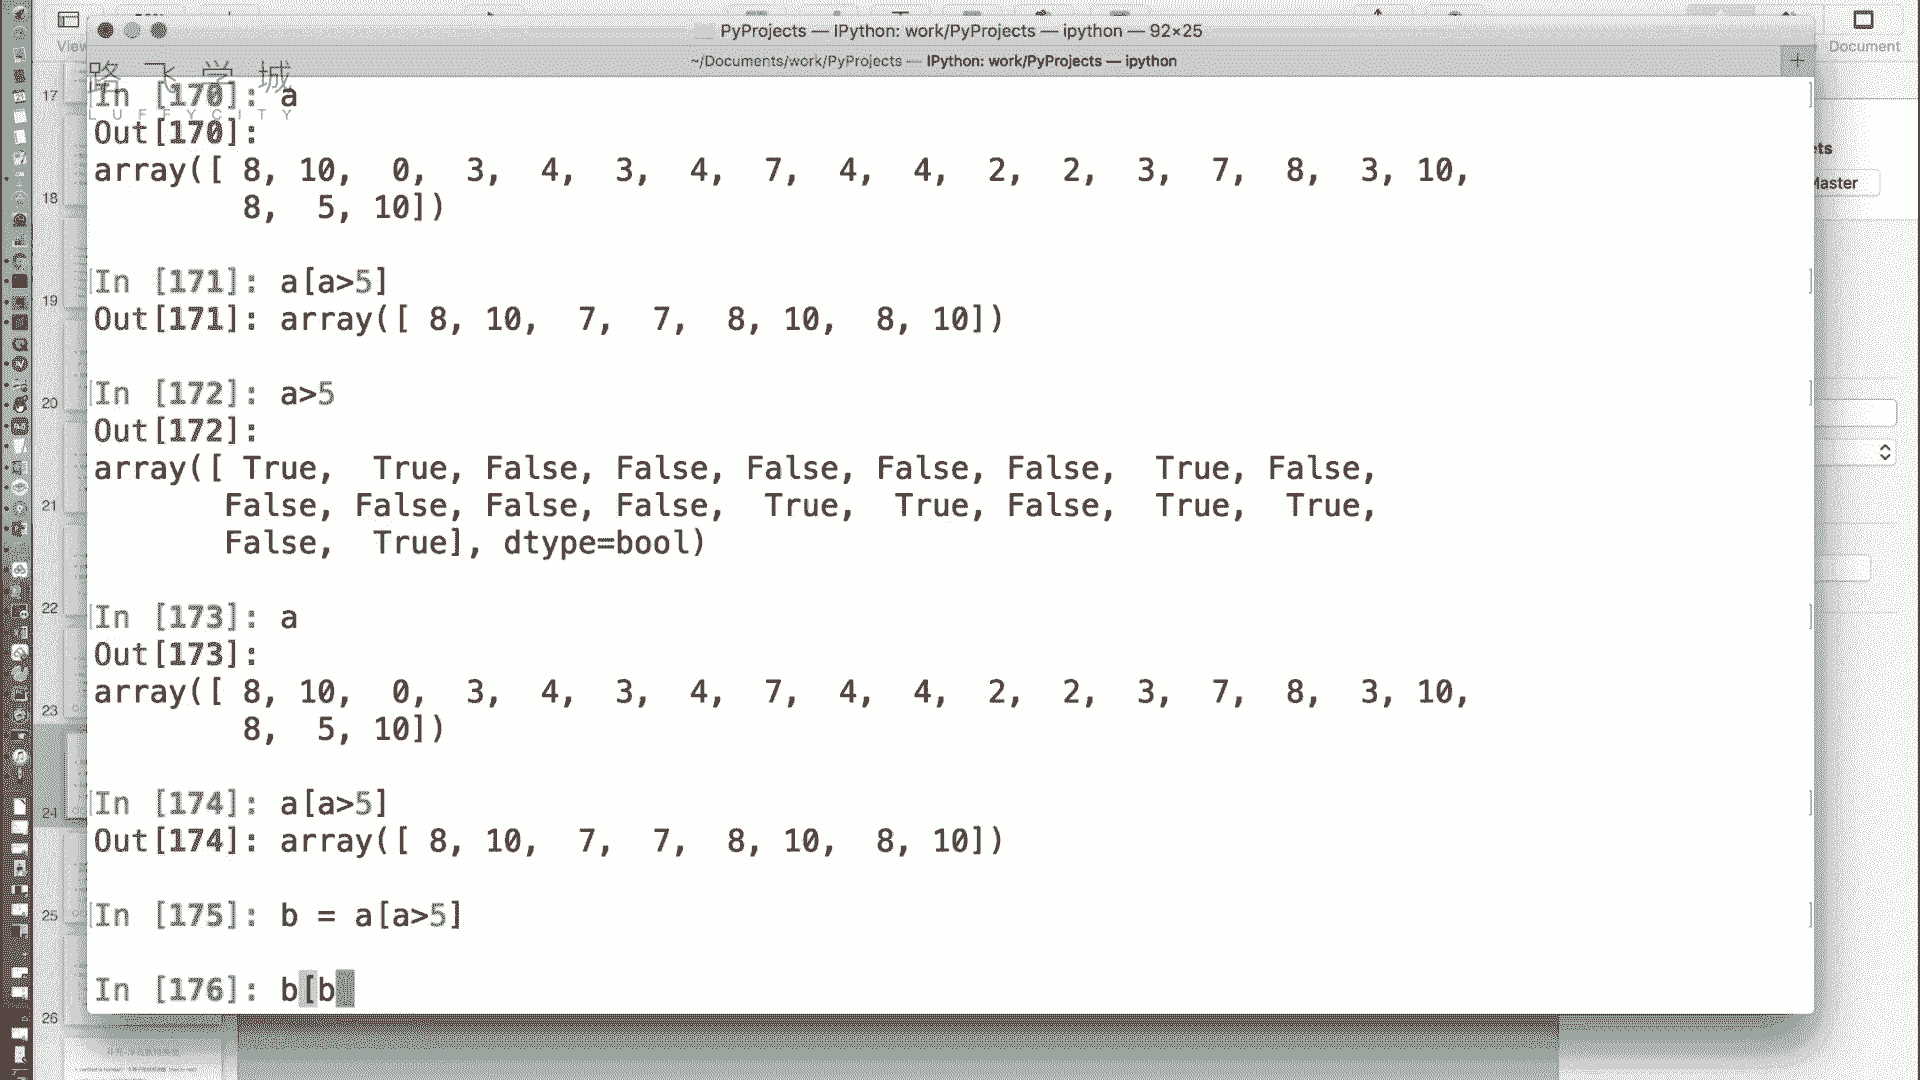 PyProjects — IPython: work/PyProjects — ipython — 92×25
View
Document
~/Documents/work/PyProjects — IPython: work/PyProjects — ipython
+
路飞学城
LUFFYCITY
In [170]: a
Out[170]:
array([ 8, 10,  0,  3,  4,  3,  4,  7,  4,  4,  2,  2,  3,  7,  8,  3, 10,
        8,  5, 10])
In [171]: a[a>5]
Out[171]: array([ 8, 10,  7,  7,  8, 10,  8, 10])
In [172]: a>5
Out[172]:
array([ True,  True, False, False, False, False, False,  True, False,
       False, False, False, False,  True,  True, False,  True,  True,
       False,  True], dtype=bool)
In [173]: a
Out[173]:
array([ 8, 10,  0,  3,  4,  3,  4,  7,  4,  4,  2,  2,  3,  7,  8,  3, 10,
        8,  5, 10])
In [174]: a[a>5]
Out[174]: array([ 8, 10,  7,  7,  8, 10,  8, 10])
In [175]: b = a[a>5]
In [176]: b[b
17
18
19
20
21
22
23
24
25
26
ets
Master